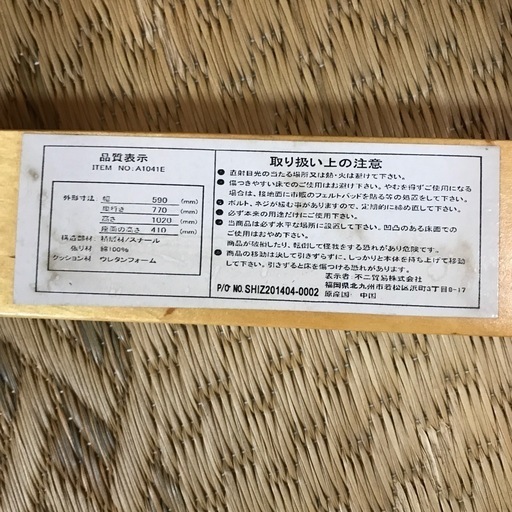 品質表示
ITEM NO: A1041E
外形寸法 幅 590 (mm)
奥行き 770 (mm)
高さ 1020 (mm)
座面の高さ 410 (mm)
構造部材 積層材/スチール
張り材 綿100%
クッション材 ウレタンフォーム
取り扱い上の注意
● 直射日光の当たる場所又は熱・火は避けて下さい。
● 傷つきやすい床でのご使用はお避け下さい。やむを得ずご使用になる
場合は、接地面に市販のフェルトパッドを貼る等の処置をして下さい。
● ボルト、ネジが緩む事がありますので、定期的に締め直して下さい。
● 必ず本来の用途だけにご使用下さい。
● 当商品は必ず水平な場所に設置して下さい。凹凸のある床面での
ご使用はおやめ下さい。
商品が破損したり、転倒して怪我をする恐れがあり危険です。
● 商品の移動は決して引きずらずに、しっかりと本体を持ち上げて移動
して下さい。引きずると床を傷つける恐れがあります。
表示者: 不二貿易株式会社
福岡県北九州市若松区浜町3丁目8-17
原産国: 中国
P/O NO. SHIZ201404-0002